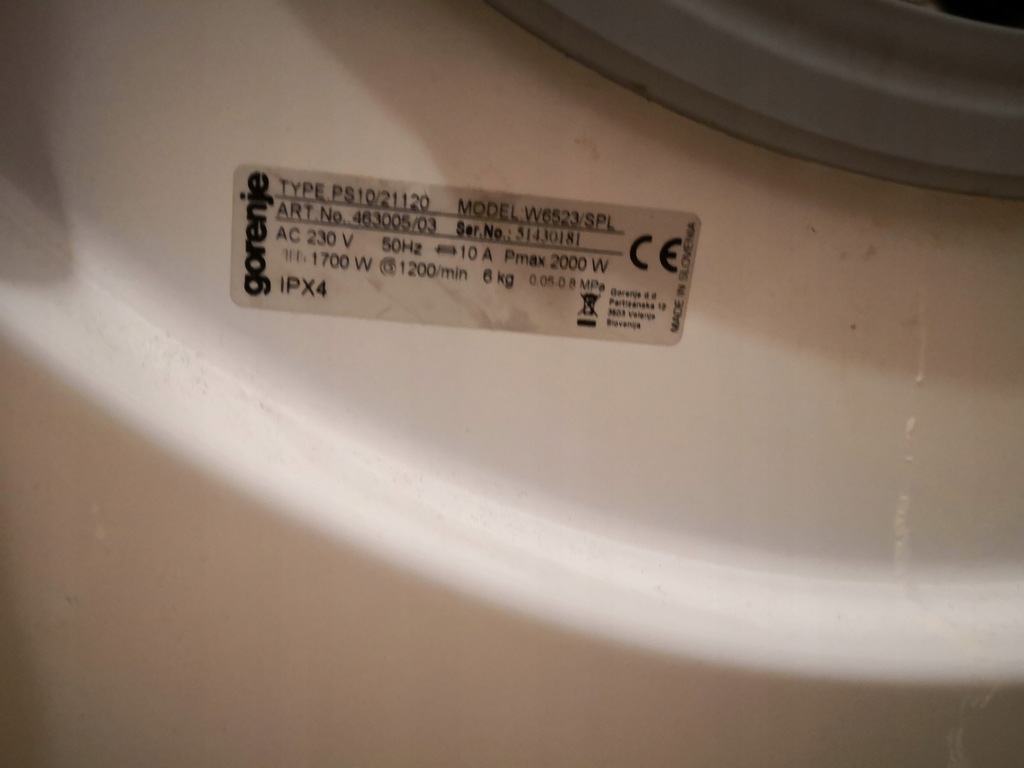 gorenje
TYPE PS10/21120 MODEL W6523/SPL
ART.No.:463005/03 Ser.No.: 51430181
AC 230 V 50Hz 10 A Pmax 2000 W
1700 W @1200/min 6 kg 0.05-0.8 MPa
IPX4
CE
MADE IN SLOVENIA
Gorenje d.d.
Partizanska 12
3503 Velenje
Slovenija